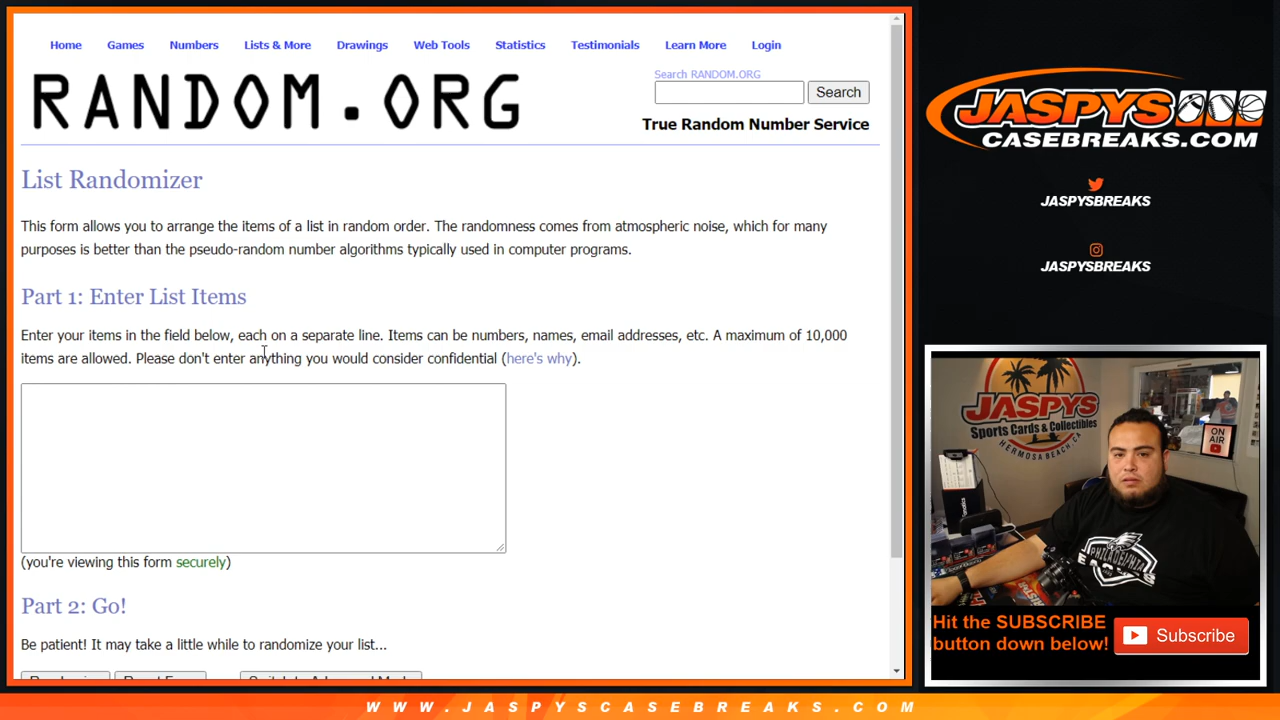 Home Games Numbers Lists & More Drawings Web Tools Statistics Testimonials Learn More Login
RANDOM.ORG
Search RANDOM.ORG
Search
True Random Number Service
List Randomizer
This form allows you to arrange the items of a list in random order. The randomness comes from atmospheric noise, which for many
purposes is better than the pseudo-random number algorithms typically used in computer programs.
Part 1: Enter List Items
Enter your items in the field below, each on a separate line. Items can be numbers, names, email addresses, etc. A maximum of 10,000
items are allowed. Please don't enter anything you would consider confidential (here's why).
(you're viewing this form securely)
Part 2: Go!
Be patient! It may take a little while to randomize your list...
JASPYS
CASEBREAKS.COM
JASPYSBREAKS
JASPYSBREAKS
JASPYS
Sports Cards & Collectibles
HERMOSA BEACH, CA
ON
AIR
Fanatics
PHILADELPHIA
EAGLES
Hit the SUBSCRIBE
button down below!
Subscribe
WWW.JASPYSCASEBREAKS.COM